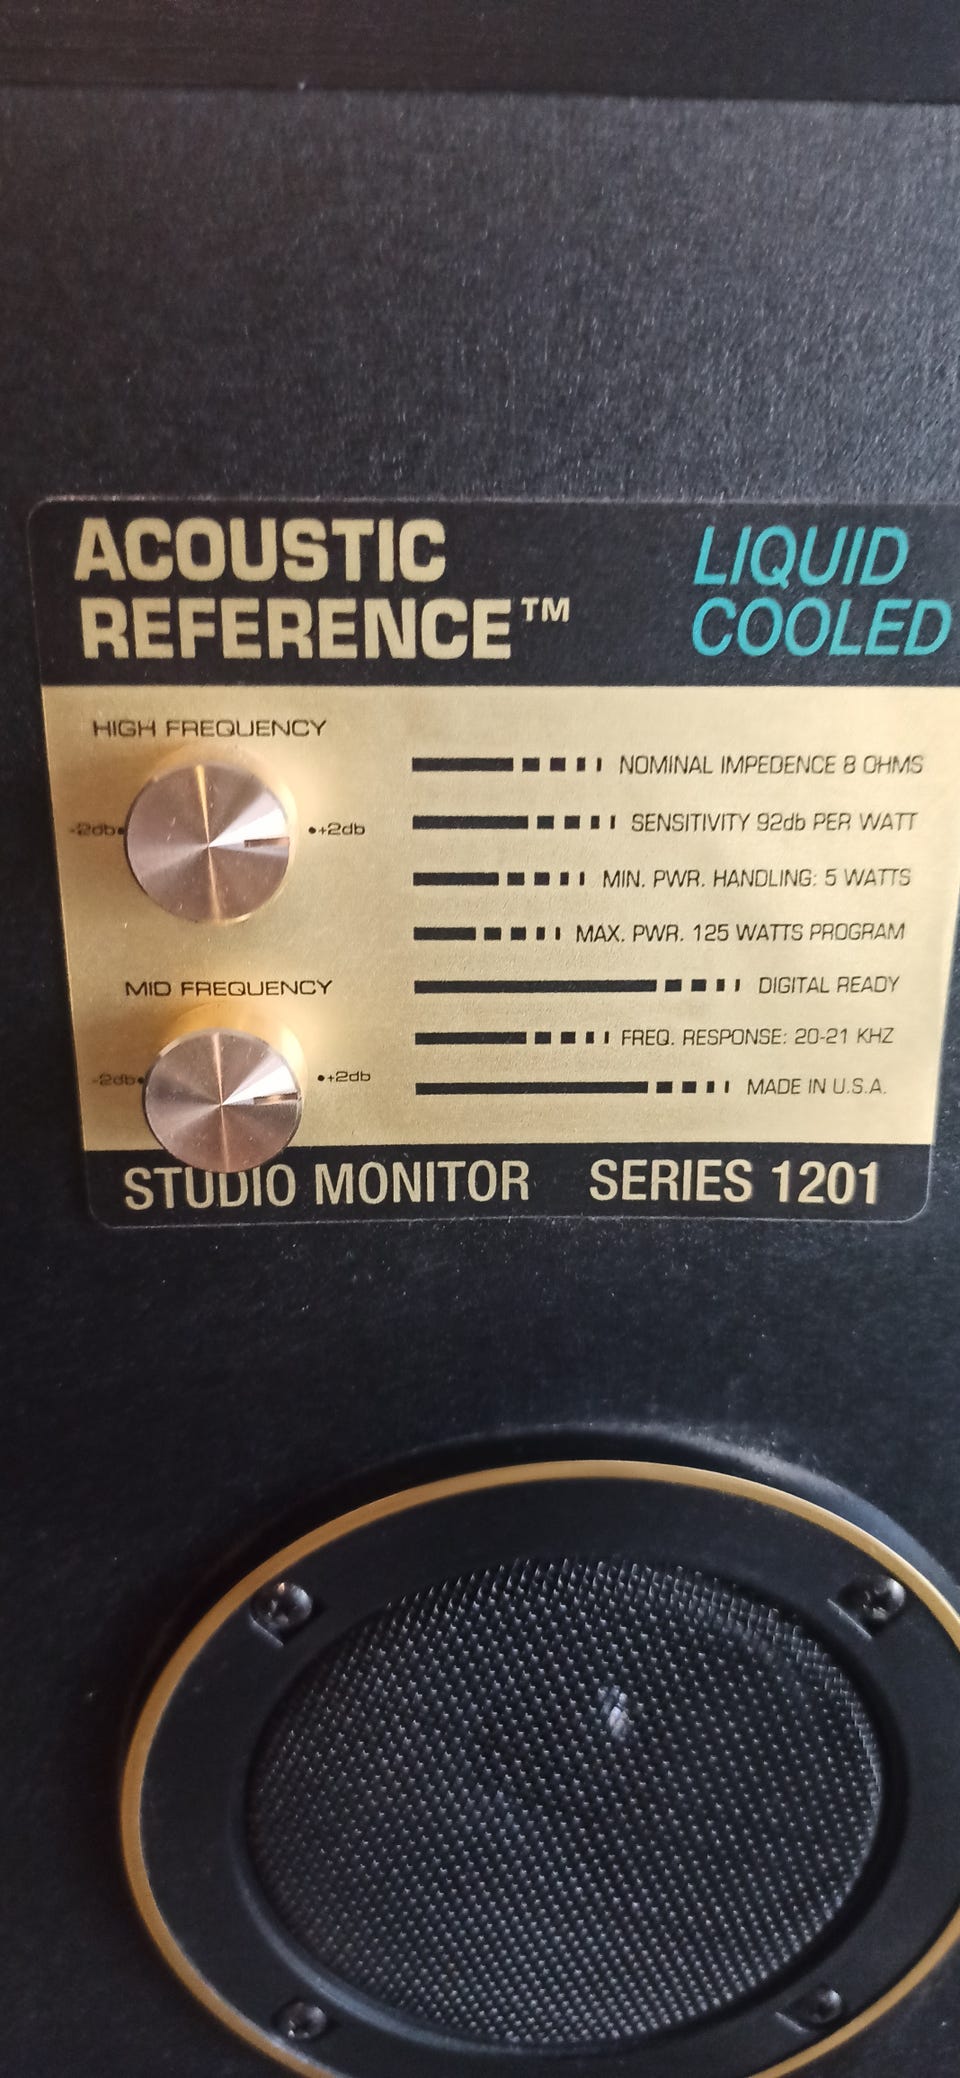 ACOUSTIC
REFERENCE™
LIQUID
COOLED
HIGH FREQUENCY
-2db +2db
MID FREQUENCY
-2db +2db
NOMINAL IMPEDENCE 8 OHMS
SENSITIVITY 92db PER WATT
MIN. PWR. HANDLING: 5 WATTS
MAX. PWR. 125 WATTS PROGRAM
DIGITAL READY
FREQ. RESPONSE: 20-21 KHZ
MADE IN U.S.A.
STUDIO MONITOR SERIES 1201